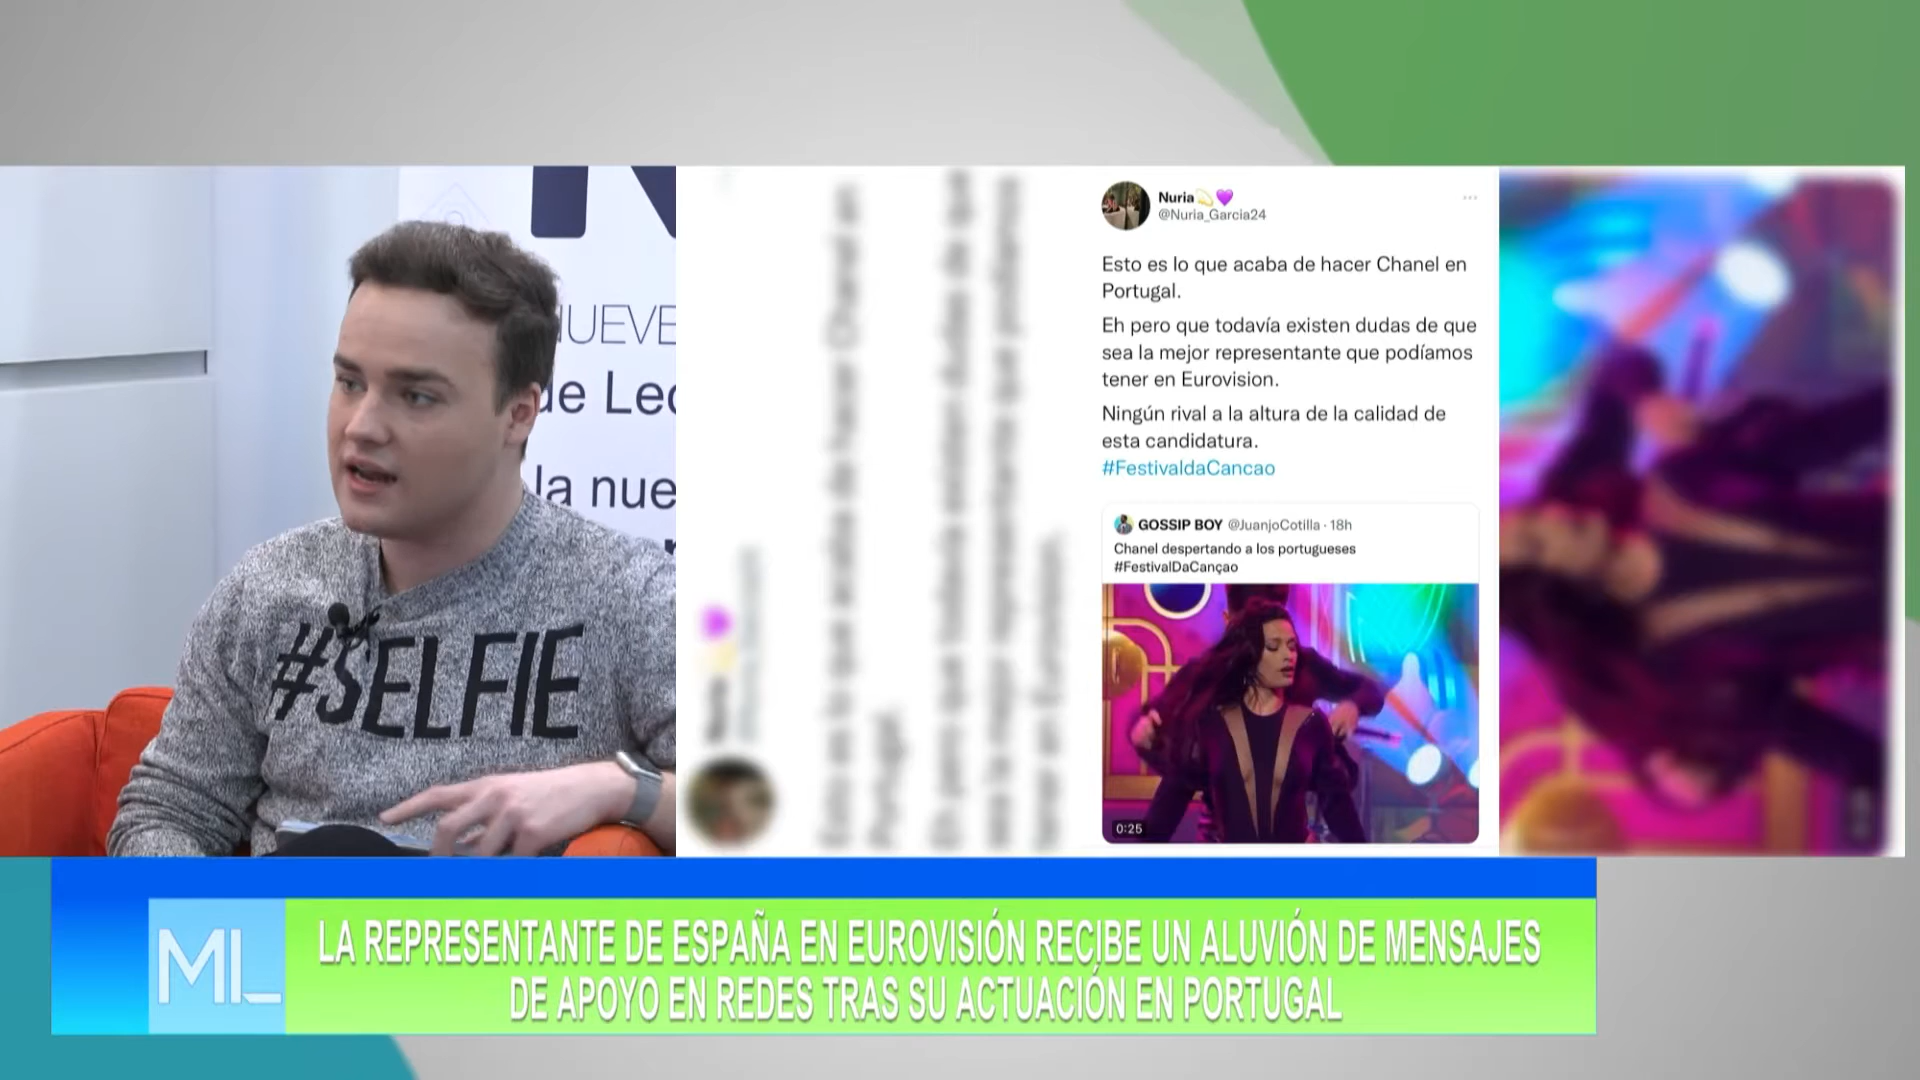 NUEVE
de Leo
la nue
#SELFIE
Nuria💫💜
@Nuria_Garcia24
Esto es lo que acaba de hacer Chanel en
Portugal.
Eh pero que todavía existen dudas de que
sea la mejor representante que podíamos
tener en Eurovision.
Ningún rival a la altura de la calidad de
esta candidatura.
#FestivaldaCancao
GOSSIP BOY @JuanjoCotilla · 18h
Chanel despertando a los portugueses
#FestivalDaCançao
0:25
ML
LA REPRESENTANTE DE ESPAÑA EN EUROVISIÓN RECIBE UN ALUVIÓN DE MENSAJES
DE APOYO EN REDES TRAS SU ACTUACIÓN EN PORTUGAL